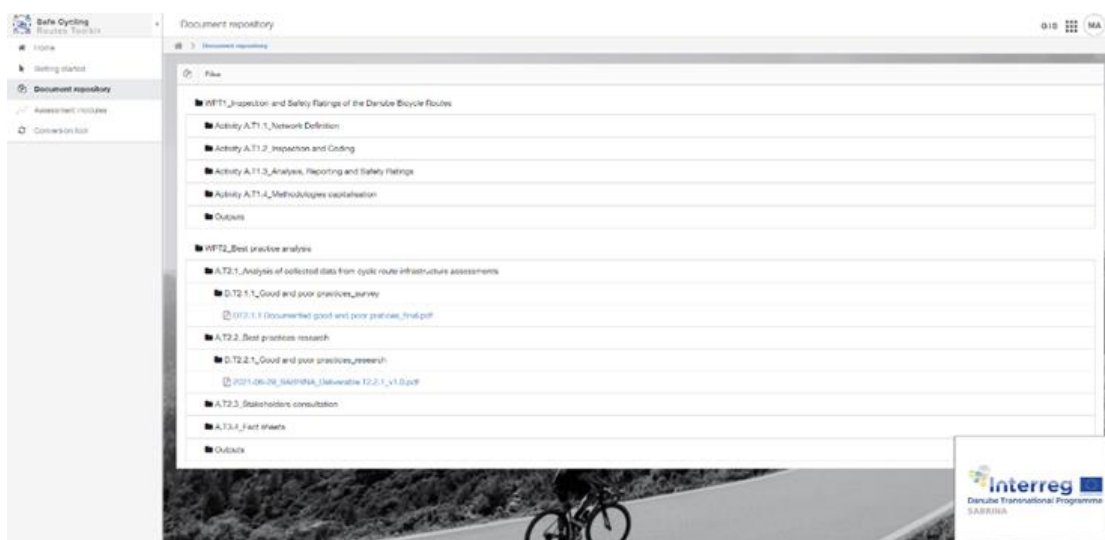 Safe Cycling
Routes Toolkit
Document repository
GIS
MA
Home
Getting started
Document repository
Assessment modules
Conversion tool
Document repository
Files
WPT1_Inspection and Safety Ratings of the Danube Bicycle Routes
Activity A.T1.1_Network Definition
Activity A.T1.2_Inspection and Coding
Activity A.T1.3_Analysis, Reporting and Safety Ratings
Activity A.T1.4_Methodologies capitalisation
Outputs
WPT2_Best practice analysis
A.T2.1_Analysis of collected data from cyclic route infrastructure assessments
D.T2.1.1_Good and poor practices_survey
DT2.1.1 Documented good and poor pratices_final.pdf
A.T2.2_Best practices research
D.T2.2.1_Good and poor practices_research
2021-06-29_SABRINA_Deliverable T2.2.1_v1.0.pdf
A.T2.3_Stakeholders consultation
A.T3.4_Fact sheets
Outputs
Interreg
Danube Transnational Programme
SABRINA